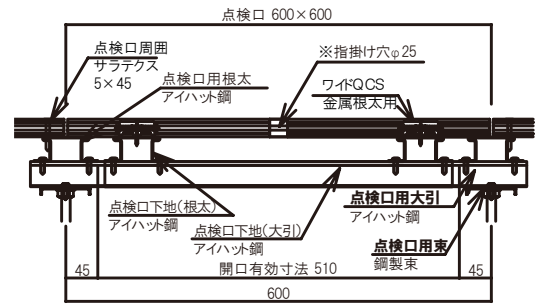 点検口 600×600
点検口周囲
サラテクス
5×45
点検口用根太
アイハット鋼
※指掛け穴φ25
ワイドQCS
金属根太用
点検口下地(根太)
アイハット鋼
点検口下地(大引)
アイハット鋼
点検口用大引
アイハット鋼
点検口用束
鋼製束
45
開口有効寸法 510
45
600